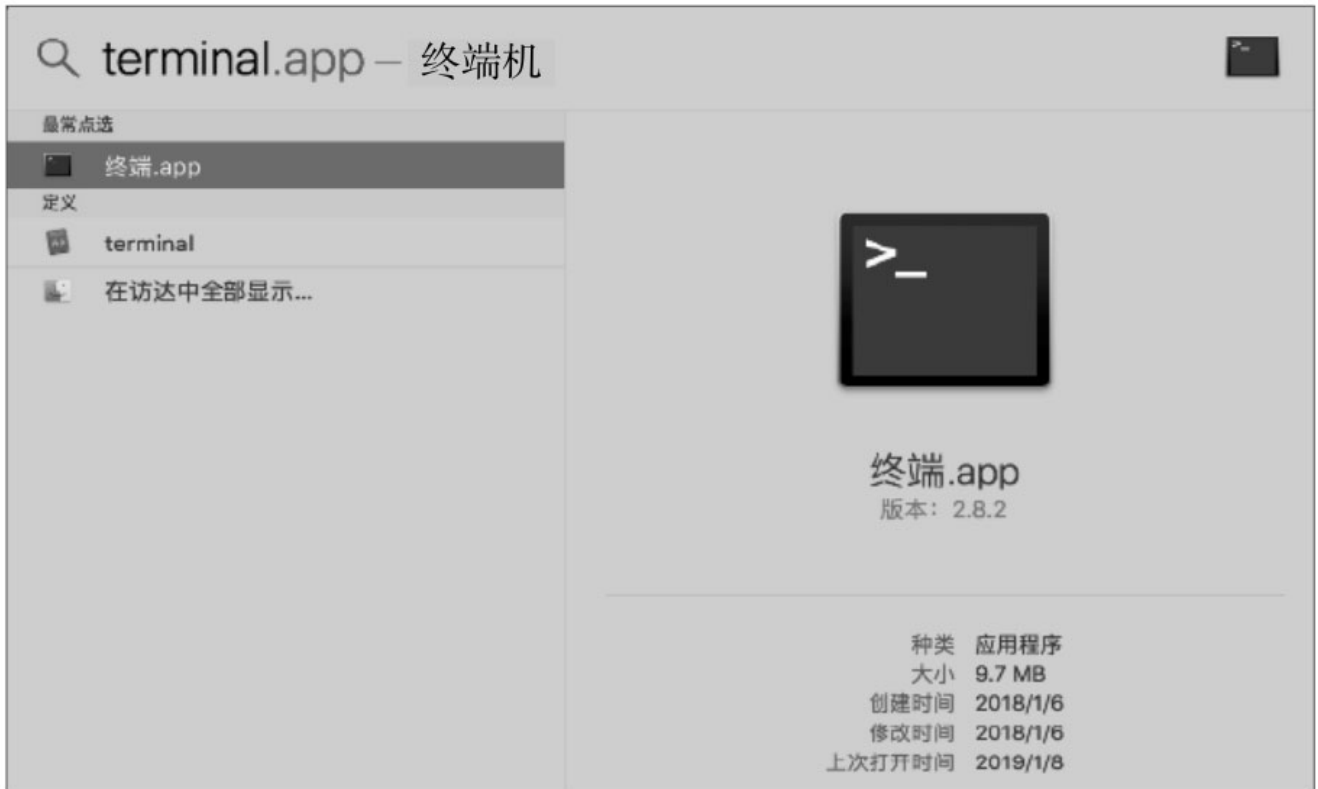 terminal.app — 终端机
最常点选
终端.app
定义
terminal
在访达中全部显示...
>_
终端.app
版本：2.8.2
种类 应用程序
大小 9.7 MB
创建时间 2018/1/6
修改时间 2018/1/6
上次打开时间 2019/1/8